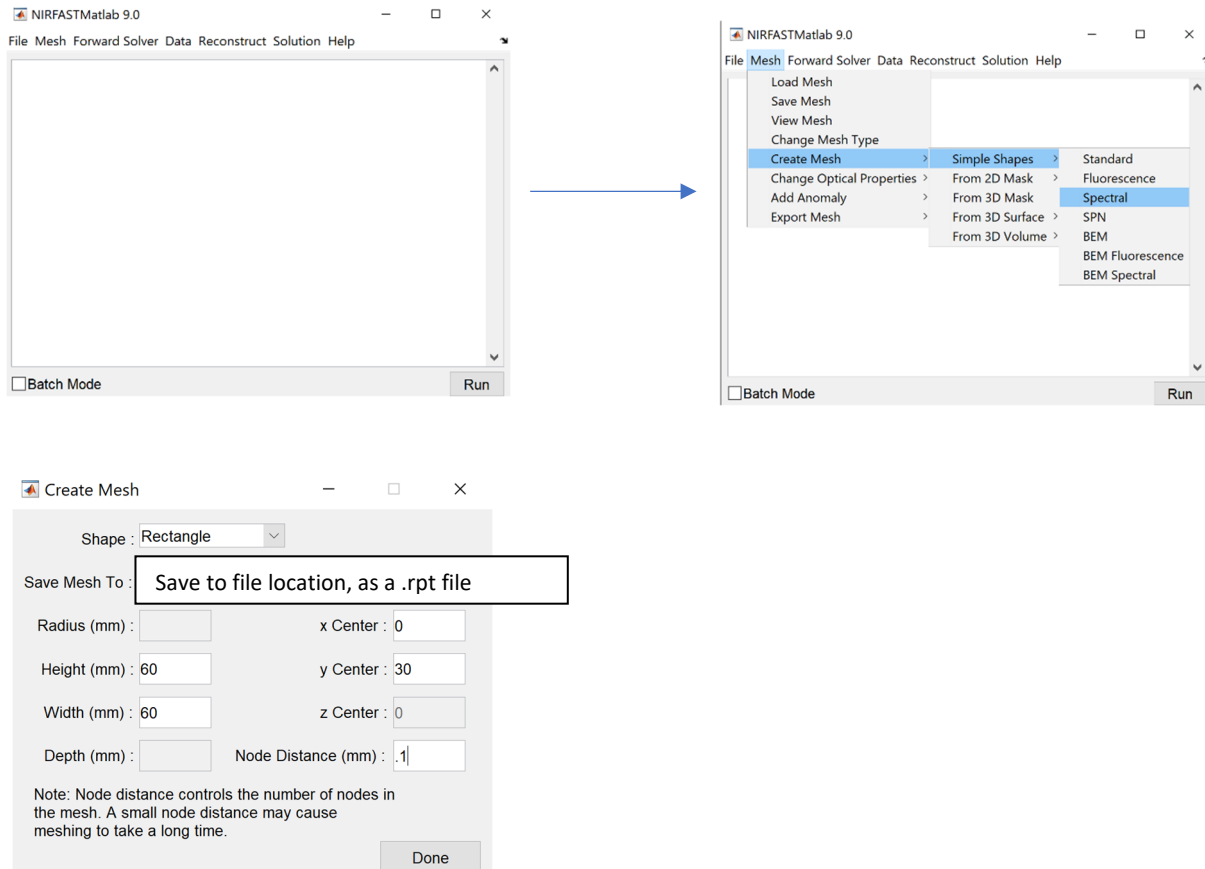 NIRFASTMatlab 9.0
File Mesh Forward Solver Data Reconstruct Solution Help
Batch Mode
Run
NIRFASTMatlab 9.0
File Mesh Forward Solver Data Reconstruct Solution Help
Load Mesh
Save Mesh
View Mesh
Change Mesh Type
Create Mesh
Change Optical Properties
Add Anomaly
Export Mesh
Simple Shapes
From 2D Mask
From 3D Mask
From 3D Surface
From 3D Volume
Standard
Fluorescence
Spectral
SPN
BEM
BEM Fluorescence
BEM Spectral
Batch Mode
Run
Create Mesh
Shape : Rectangle
Save Mesh To : Save to file location, as a .rpt file
Radius (mm) : x Center : 0
Height (mm) : 60 y Center : 30
Width (mm) : 60 z Center : 0
Depth (mm) : Node Distance (mm) : .1
Note: Node distance controls the number of nodes in
the mesh. A small node distance may cause
meshing to take a long time.
Done